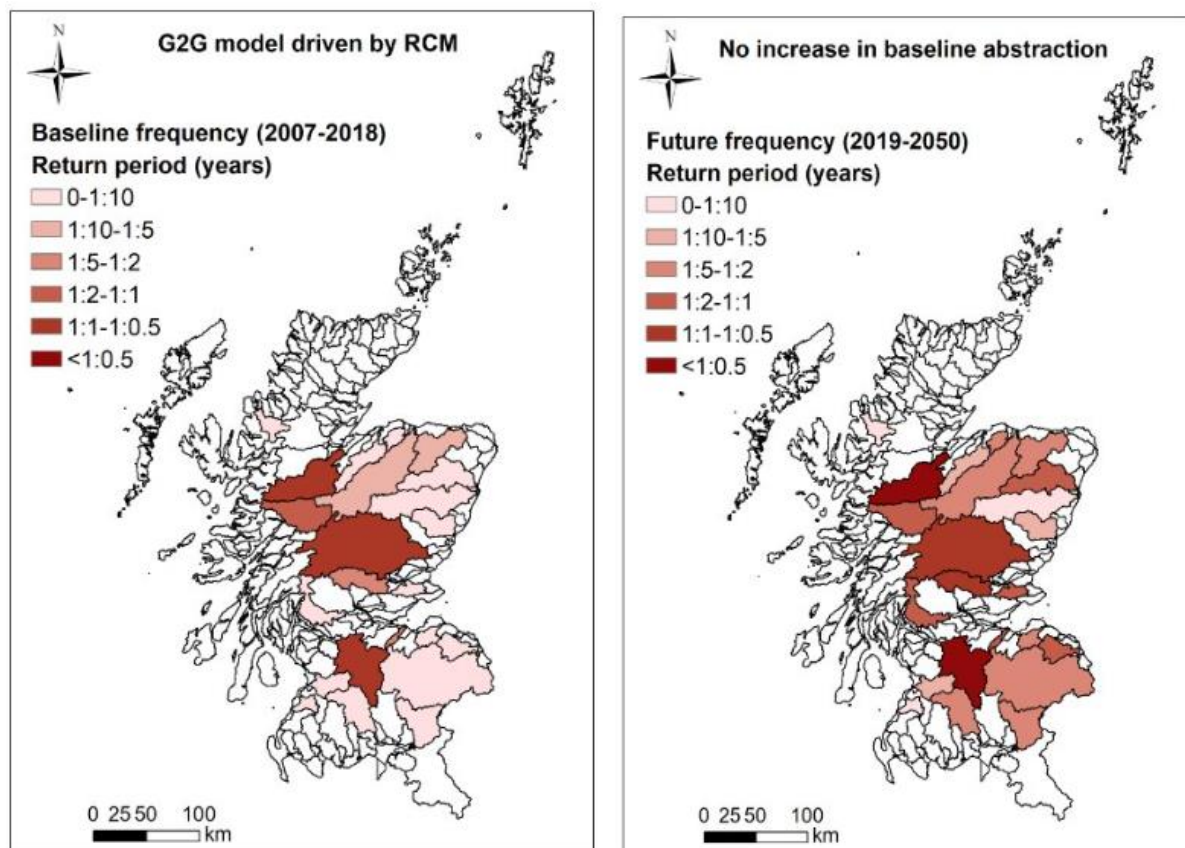 N
G2G model driven by RCM
Baseline frequency (2007-2018)
Return period (years)
0-1:10
1:10-1:5
1:5-1:2
1:2-1:1
1:1-1:0.5
<1:0.5
0 25 50 100
km
N
No increase in baseline abstraction
Future frequency (2019-2050)
Return period (years)
0-1:10
1:10-1:5
1:5-1:2
1:2-1:1
1:1-1:0.5
<1:0.5
0 25 50 100
km